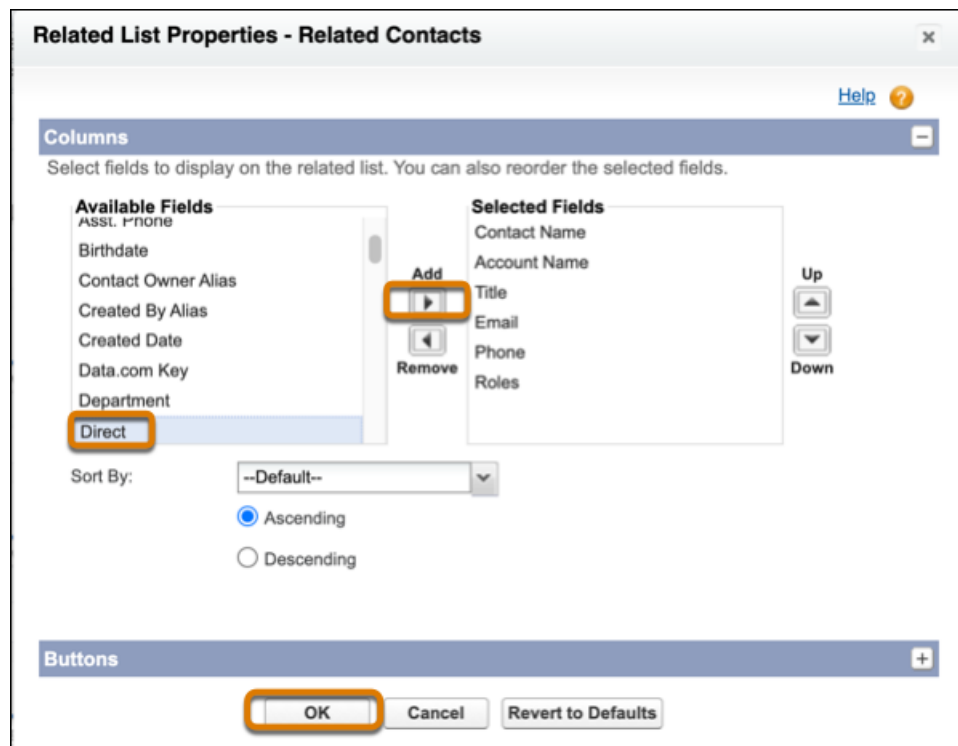 Related List Properties - Related Contacts
Help ?
Columns
Select fields to display on the related list. You can also reorder the selected fields.
Available Fields
Asst. Phone
Birthdate
Contact Owner Alias
Created By Alias
Created Date
Data.com Key
Department
Direct
Add
Remove
Selected Fields
Contact Name
Account Name
Title
Email
Phone
Roles
Up
Down
Sort By:
--Default--
Ascending
Descending
Buttons
OK
Cancel
Revert to Defaults